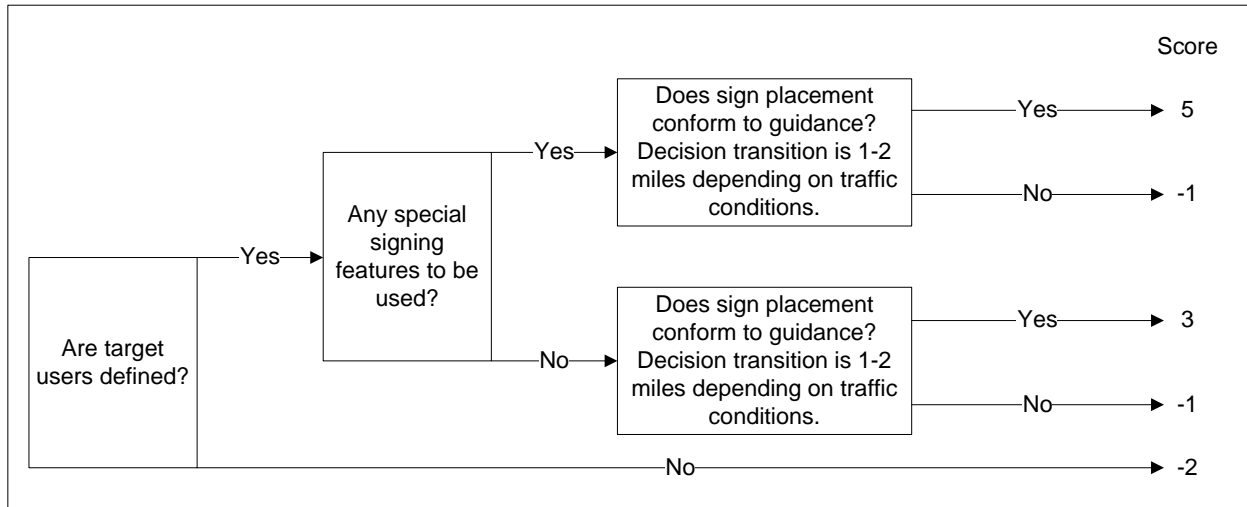 Score
Does sign placement
conform to guidance?
Decision transition is 1-2
miles depending on traffic
conditions.
Yes
5
No
-1
Yes
Any special
signing
features to be
used?
Yes
Are target
users defined?
No
Does sign placement
conform to guidance?
Decision transition is 1-2
miles depending on traffic
conditions.
Yes
3
No
-1
No
-2